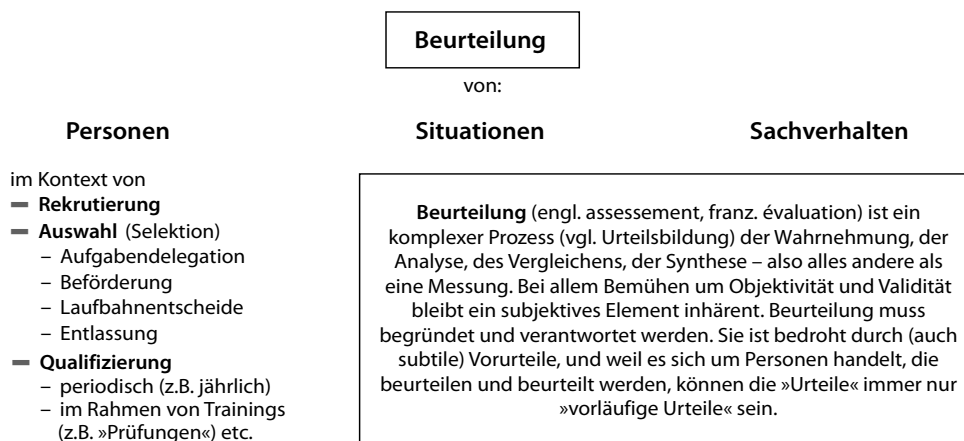 Beurteilung
von:
Personen
Situationen
Sachverhalten
im Kontext von
Rekrutierung
Auswahl (Selektion)
– Aufgabendelegation
– Beförderung
– Laufbahnentscheide
– Entlassung
Qualifizierung
– periodisch (z.B. jährlich)
– im Rahmen von Trainings
(z.B. »Prüfungen«) etc.
Beurteilung (engl. assessement, franz. évaluation) ist ein
komplexer Prozess (vgl. Urteilsbildung) der Wahrnehmung, der
Analyse, des Vergleichens, der Synthese – also alles andere als
eine Messung. Bei allem Bemühen um Objektivität und Validität
bleibt ein subjektives Element inhärent. Beurteilung muss
begründet und verantwortet werden. Sie ist bedroht durch (auch
subtile) Vorurteile, und weil es sich um Personen handelt, die
beurteilen und beurteilt werden, können die »Urteile« immer nur
»vorläufige Urteile« sein.